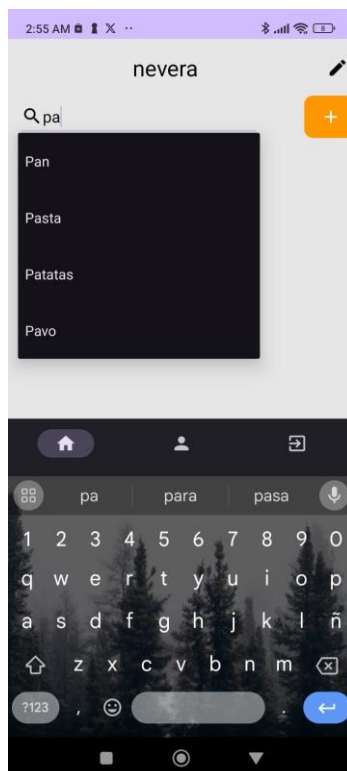 2:55 AM
nevera
pa
+
Pan
Pasta
Patatas
Pavo
pa para pasa
1 2 3 4 5 6 7 8 9 0
q w e r t y u i o p
a s d f g h j k l ñ
z x c v b n m
?123 , .